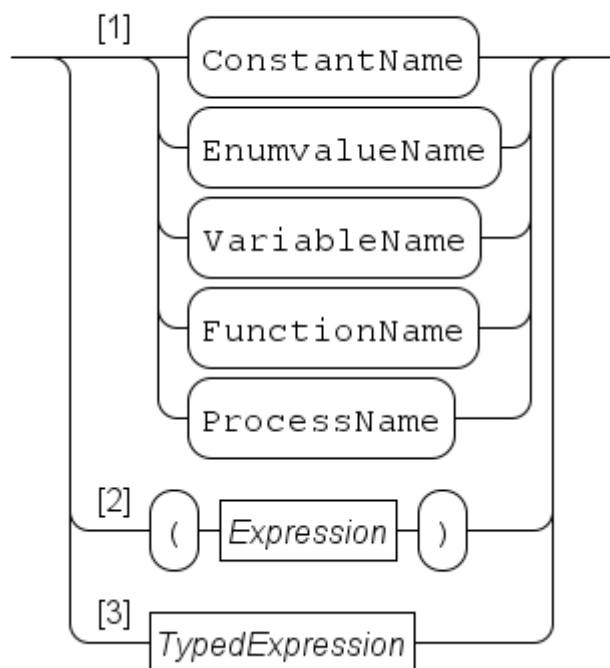 [1]
ConstantName
EnumvalueName
VariableName
FunctionName
ProcessName
[2] ( Expression )
[3] TypedExpression